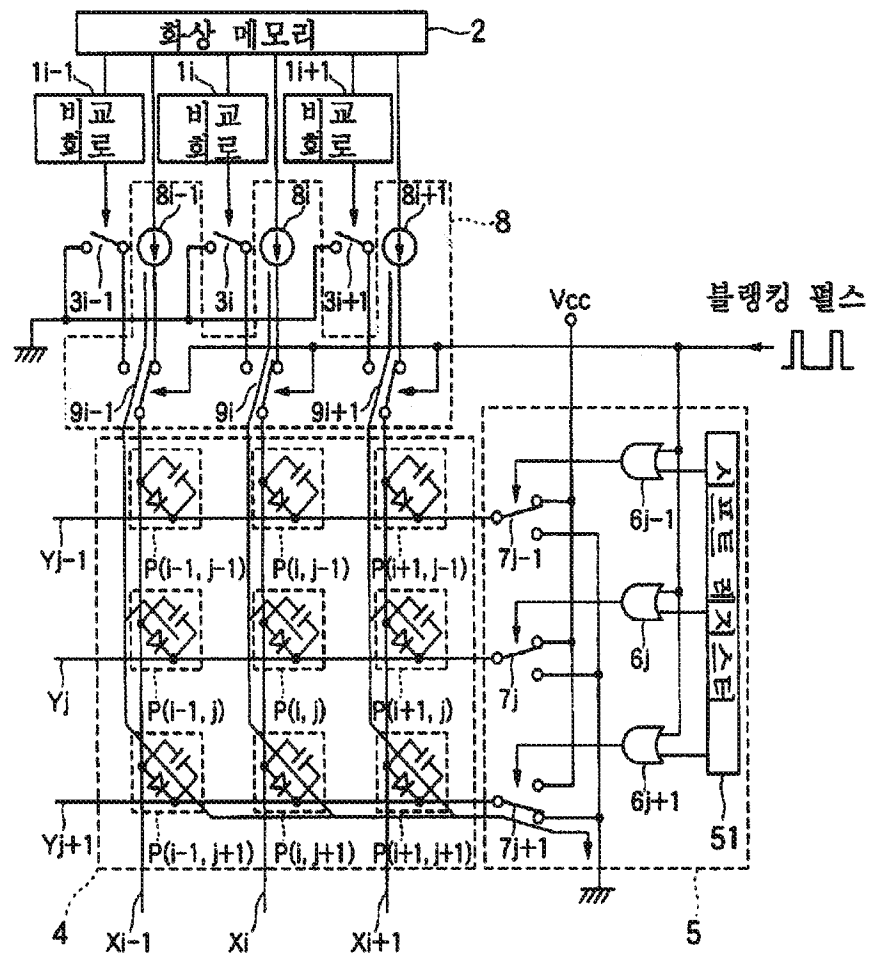 화상 메모리
2
1i-1
1i
1i+1
비교
회로
비교
회로
비교
회로
8i-1
8i
8i+1
8
3i-1
3i
3i+1
Vcc
블랭킹 펄스
9i-1
9i
9i+1
시프트 레지스터
6j-1
7j-1
Yj-1
P(i-1, j-1)
P(i, j-1)
P(i+1, j-1)
6j
7j
Yj
P(i-1, j)
P(i, j)
P(i+1, j)
6j+1
7j+1
51
Yj+1
P(i-1, j+1)
P(i, j+1)
P(i+1, j+1)
4
Xi-1
Xi
Xi+1
5